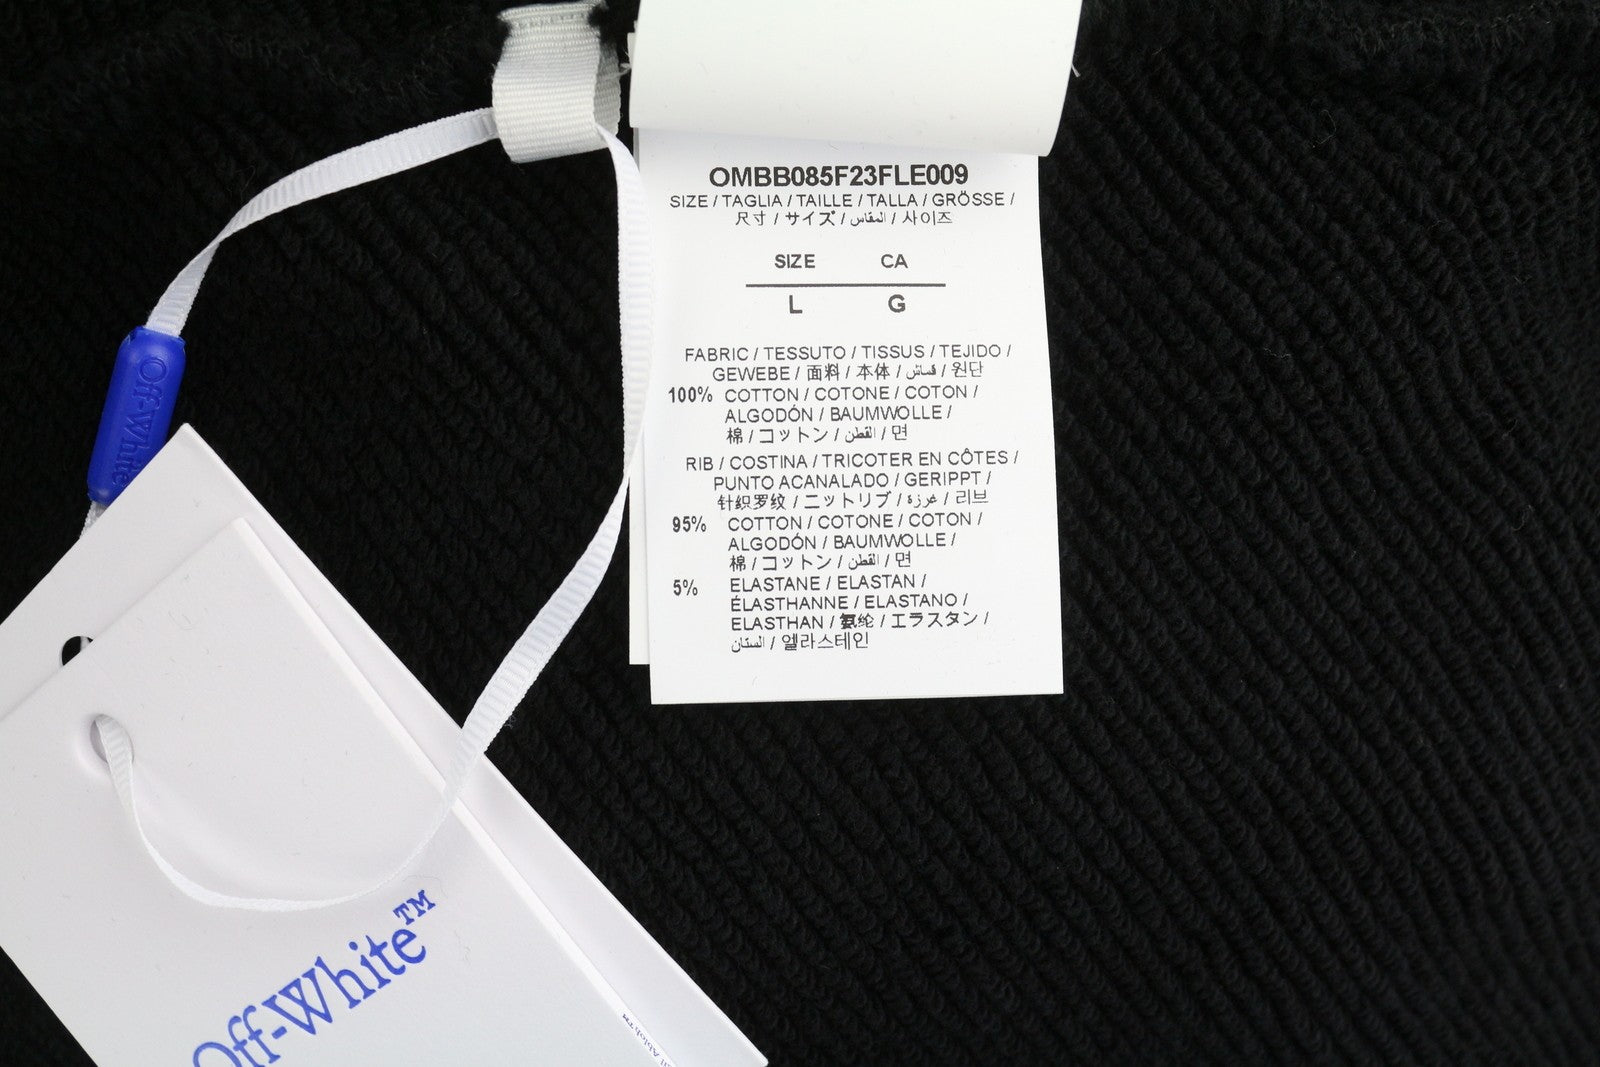 OMBB085F23FLE009
SIZE / TAGLIA / TAILLE / TALLA / GRÖSSE /
尺寸 / サイズ / المقاس / 사이즈
SIZE CA
L G
FABRIC / TESSUTO / TISSUS / TEJIDO /
GEWEBE / 面料 / 本体 / قماش / 원단
100% COTTON / COTONE / COTON /
ALGODÓN / BAUMWOLLE /
棉 / コットン / القطن / 면
RIB / COSTINA / TRICOTER EN CÔTES /
PUNTO ACANALADO / GERIPPT /
针织罗纹 / ニットリブ / غرزة / 리브
95% COTTON / COTONE / COTON /
ALGODÓN / BAUMWOLLE /
棉 / コットン / القطن / 면
5% ELASTANE / ELASTAN /
ÉLASTHANNE / ELASTANO /
ELASTHAN / 氨纶 / エラスタン /
الستان / 엘라스테인
Off-White
Off-White™
Abloh™